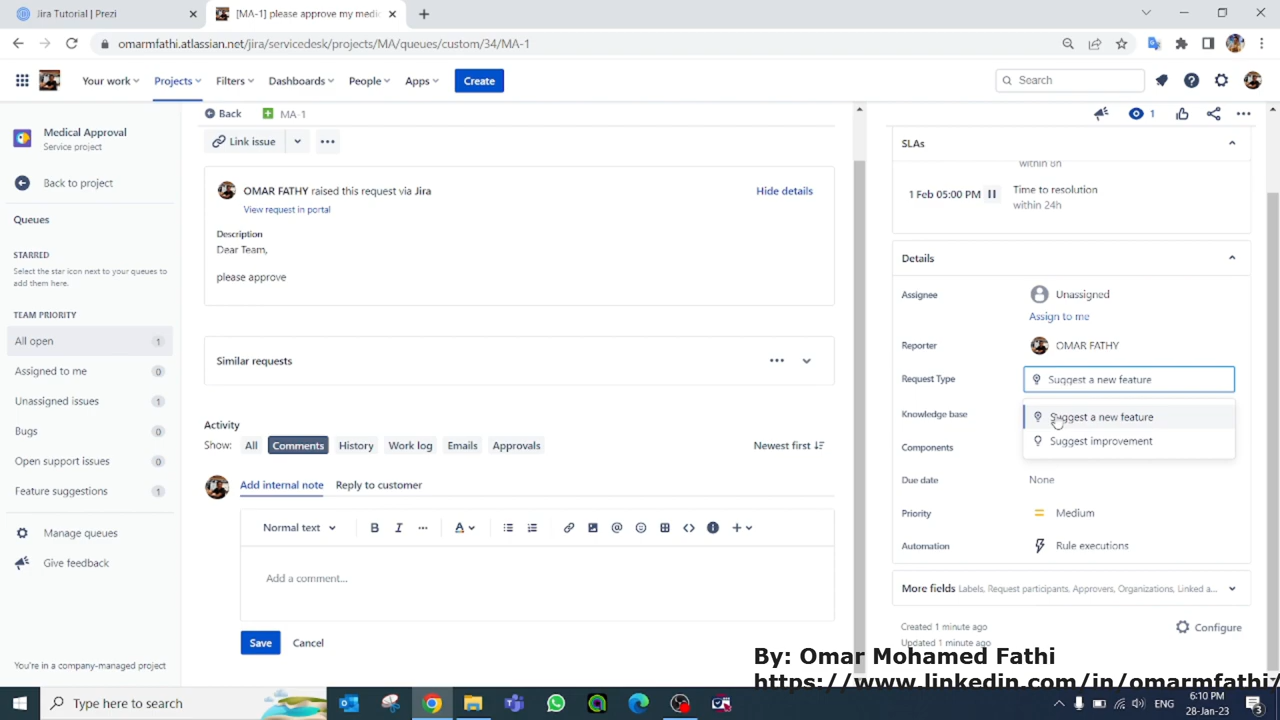 Jira Tutorial | Prezi
[MA-1] please approve my medic
omarmfathi.atlassian.net/jira/servicedesk/projects/MA/queues/custom/34/MA-1
Your work
Projects
Filters
Dashboards
People
Apps
Create
Search
Medical Approval
Service project
Back to project
Queues
STARRED
Select the star icon next to your queues to
add them here.
TEAM PRIORITY
All open 1
Assigned to me 0
Unassigned issues 1
Bugs 0
Open support issues 0
Feature suggestions 1
Manage queues
Give feedback
You're in a company-managed project
Back
MA-1
Link issue
OMAR FATHY raised this request via Jira
Hide details
View request in portal
Description
Dear Team,
please approve
Similar requests
Activity
Show: All Comments History Work log Emails Approvals
Newest first
Add internal note Reply to customer
Normal text
Add a comment...
Save Cancel
1
SLAs
within 8h
1 Feb 05:00 PM Time to resolution
within 24h
Details
Assignee Unassigned
Assign to me
Reporter OMAR FATHY
Request Type Suggest a new feature
Knowledge base Suggest a new feature
Suggest improvement
Components
Due date None
Priority Medium
Automation Rule executions
More fields Labels, Request participants, Approvers, Organizations, Linked a...
Created 1 minute ago
Updated 1 minute ago
Configure
By: Omar Mohamed Fathi
https://www.linkedin.com/in/omarmfathi/
Type here to search
ENG
6:10 PM
28-Jan-23
3